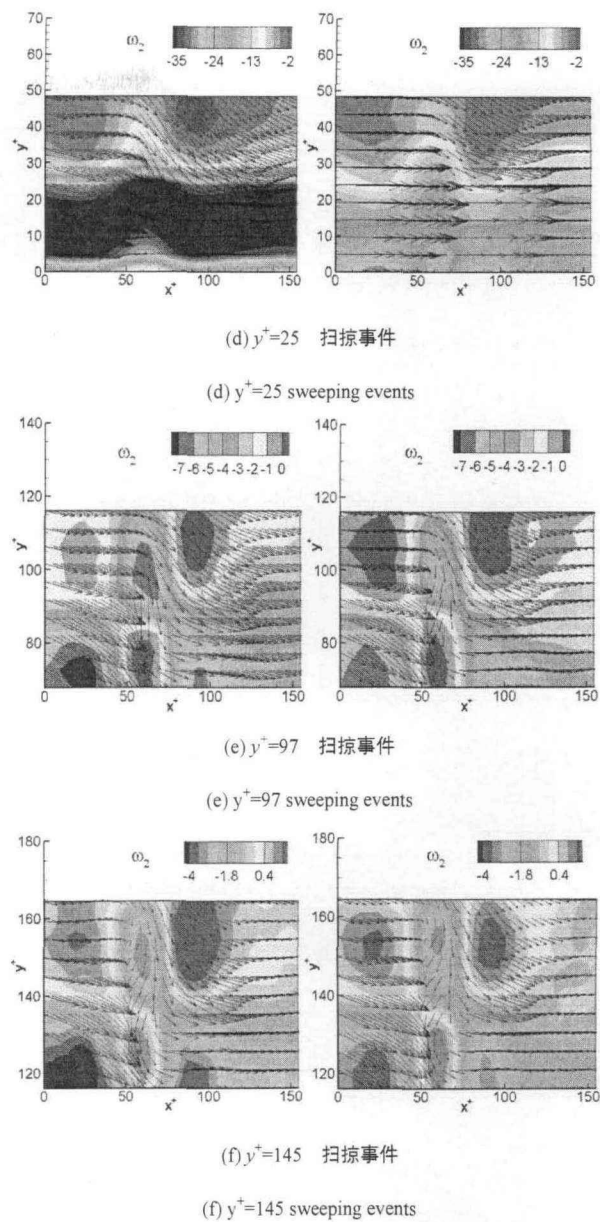 70 ω₂ -35 -24 -13 -2
60
50
40
y⁺
30
20
10
0
0 50 100 150
x⁺
70 ω₂ -35 -24 -13 -2
60
50
40
y⁺
30
20
10
0
0 50 100 150
x⁺
(d) y⁺=25 扫掠事件
(d) y⁺=25 sweeping events
140
ω₂ -7 -6 -5 -4 -3 -2 -1 0
120
y⁺
100
80
0 50 100 150
x⁺
140
ω₂ -7 -6 -5 -4 -3 -2 -1 0
120
y⁺
100
80
0 50 100 150
x⁺
(e) y⁺=97 扫掠事件
(e) y⁺=97 sweeping events
180
ω₂ -4 -1.8 0.4
160
y⁺
140
120
0 50 100 150
x⁺
180
ω₂ -4 -1.8 0.4
160
y⁺
140
120
0 50 100 150
x⁺
(f) y⁺=145 扫掠事件
(f) y⁺=145 sweeping events